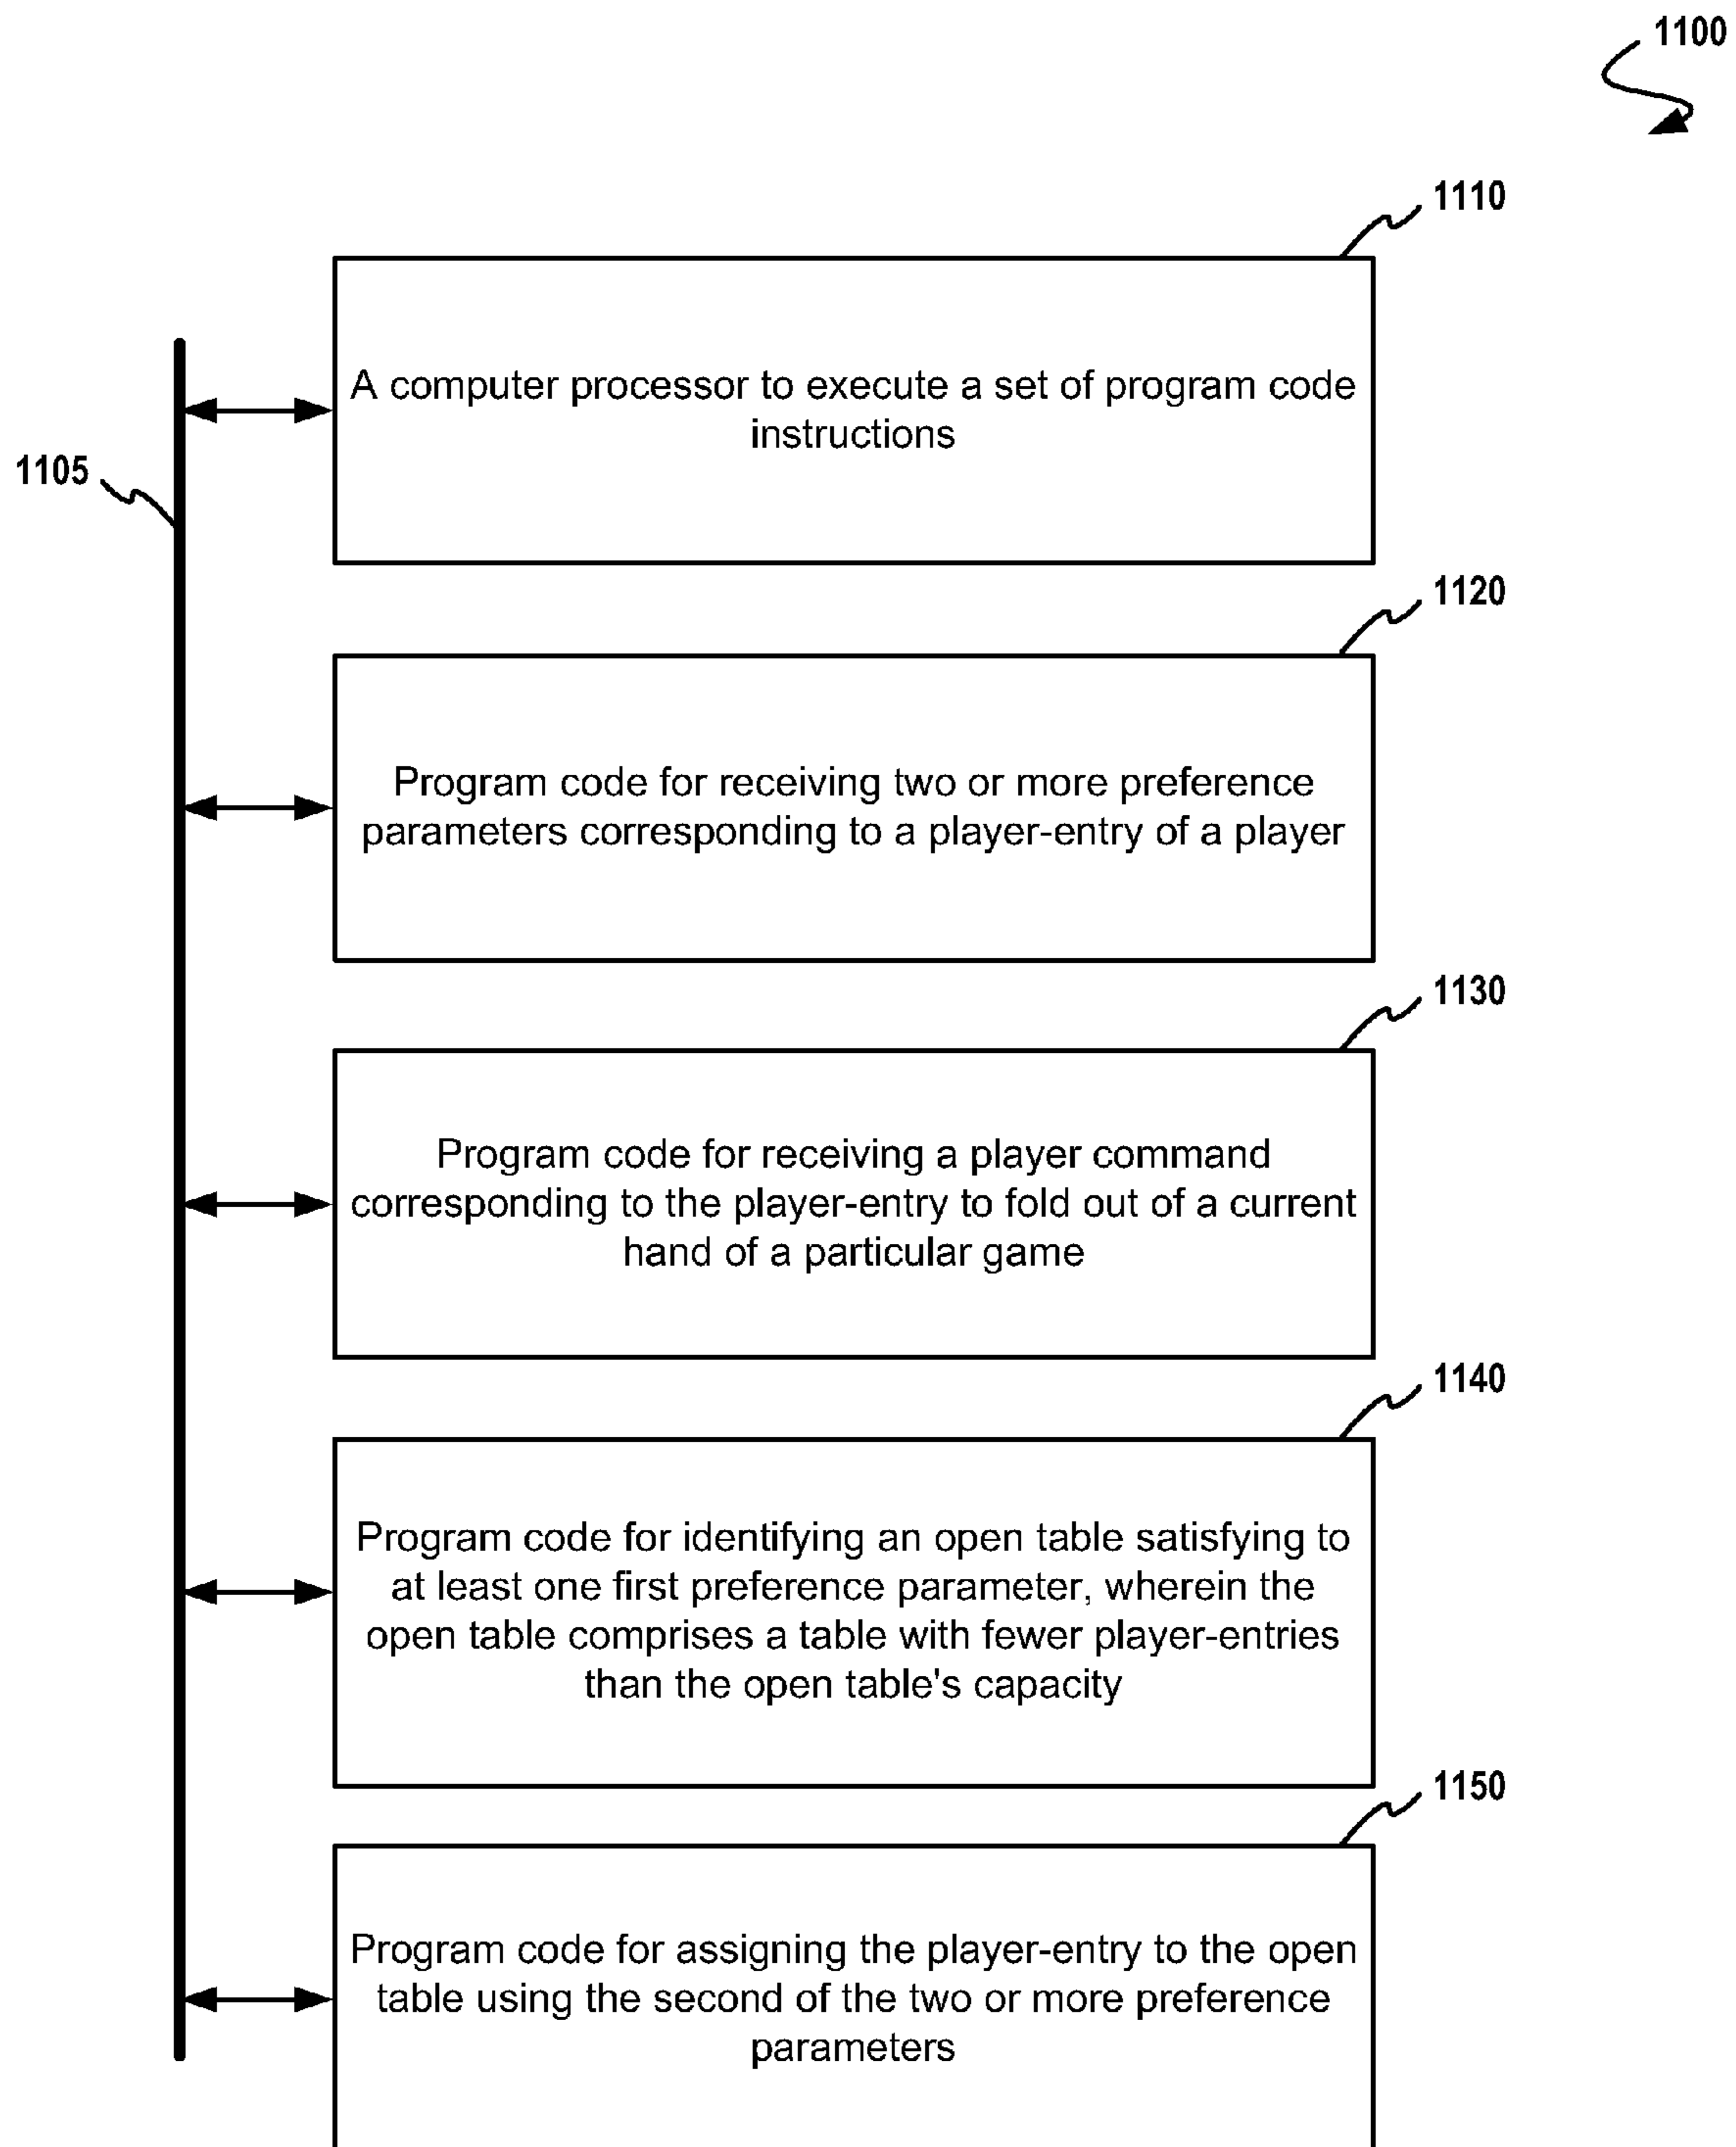 1100
1110
A computer processor to execute a set of program code
instructions
1105
1120
Program code for receiving two or more preference
parameters corresponding to a player-entry of a player
1130
Program code for receiving a player command
corresponding to the player-entry to fold out of a current
hand of a particular game
1140
Program code for identifying an open table satisfying to
at least one first preference parameter, wherein the
open table comprises a table with fewer player-entries
than the open table's capacity
1150
Program code for assigning the player-entry to the open
table using the second of the two or more preference
parameters